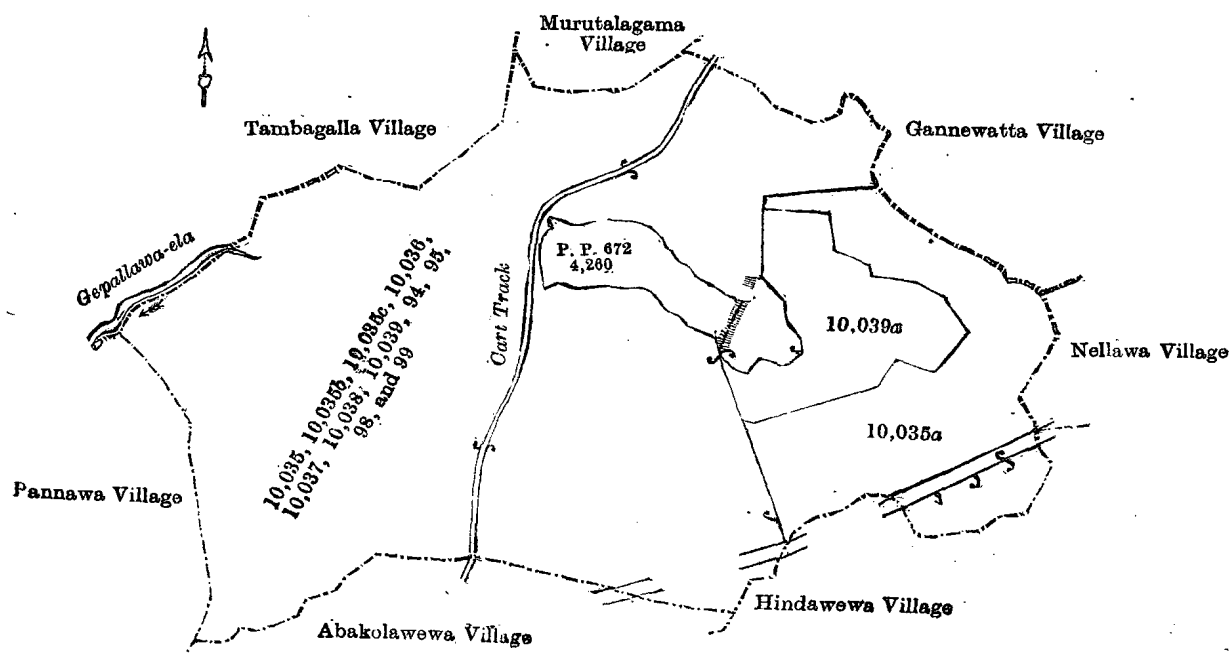 Murutalagama
Village
Tambagalla Village
Gannewatta Village
Gepallawa-ela
P. P. 672
4,260
Cart Track
10,039a
10,035, 10,035b, 10,035c, 10,036,
10,037, 10,038, 10,039, 94, 95,
98, and 99
Nellawa Village
10,035a
Pannawa Village
Hindawewa Village
Abakolawewa Village